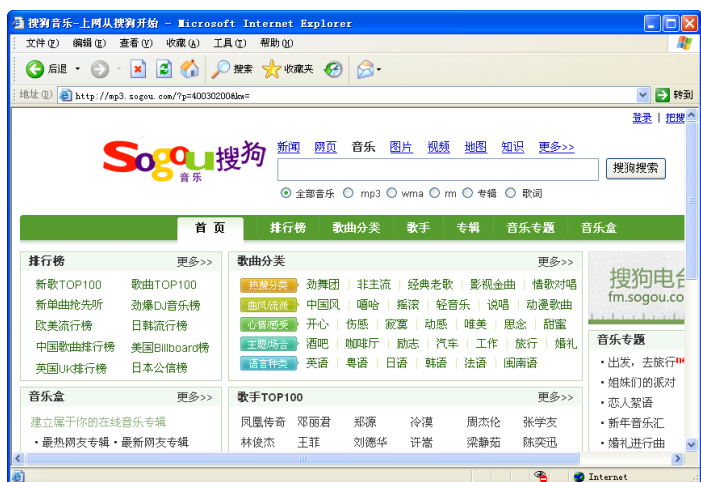 搜狗音乐-上网从搜狗开始 - Microsoft Internet Explorer
文件(F) 编辑(E) 查看(V) 收藏(A) 工具(T) 帮助(H)
后退 搜索 收藏夹
地址(D) http://mp3.sogou.com/?p=40030200&kw= 转到
登录 | 把搜
Sogou搜狗 音乐
新闻 网页 音乐 图片 视频 地图 知识 更多>>
搜狗搜索
全部音乐 mp3 wma rm 专辑 歌词
首 页 排行榜 歌曲分类 歌手 专辑 音乐专题 音乐盒
排行榜 更多>>
新歌TOP100 歌曲TOP100
新单曲抢先听 劲爆DJ音乐榜
欧美流行榜 日韩流行榜
中国歌曲排行榜 美国Billboard榜
英国UK排行榜 日本公信榜
歌曲分类 更多>>
热搜分类 劲舞团 | 非主流 | 经典老歌 | 影视金曲 | 情歌对唱
曲风/流派 中国风 | 嘻哈 | 摇滚 | 轻音乐 | 说唱 | 动漫歌曲
心情/感受 开心 | 伤感 | 寂寞 | 动感 | 唯美 | 思念 | 甜蜜
主题/场合 酒吧 | 咖啡厅 | 励志 | 汽车 | 工作 | 旅行 | 婚礼
语言种类 英语 | 粤语 | 日语 | 韩语 | 法语 | 闽南语
搜狗电台
fm.sogou.co
音乐专题
・出发，去旅行
・姐妹们的派对
・恋人絮语
・新年音乐汇
・婚礼进行曲
音乐盒 更多>>
建立属于你的在线音乐专辑
・最热网友专辑・最新网友专辑
歌手TOP100 更多>>
凤凰传奇 邓丽君 郑源 冷漠 周杰伦 张学友
林俊杰 王菲 刘德华 许嵩 梁静茹 陈奕迅
Internet